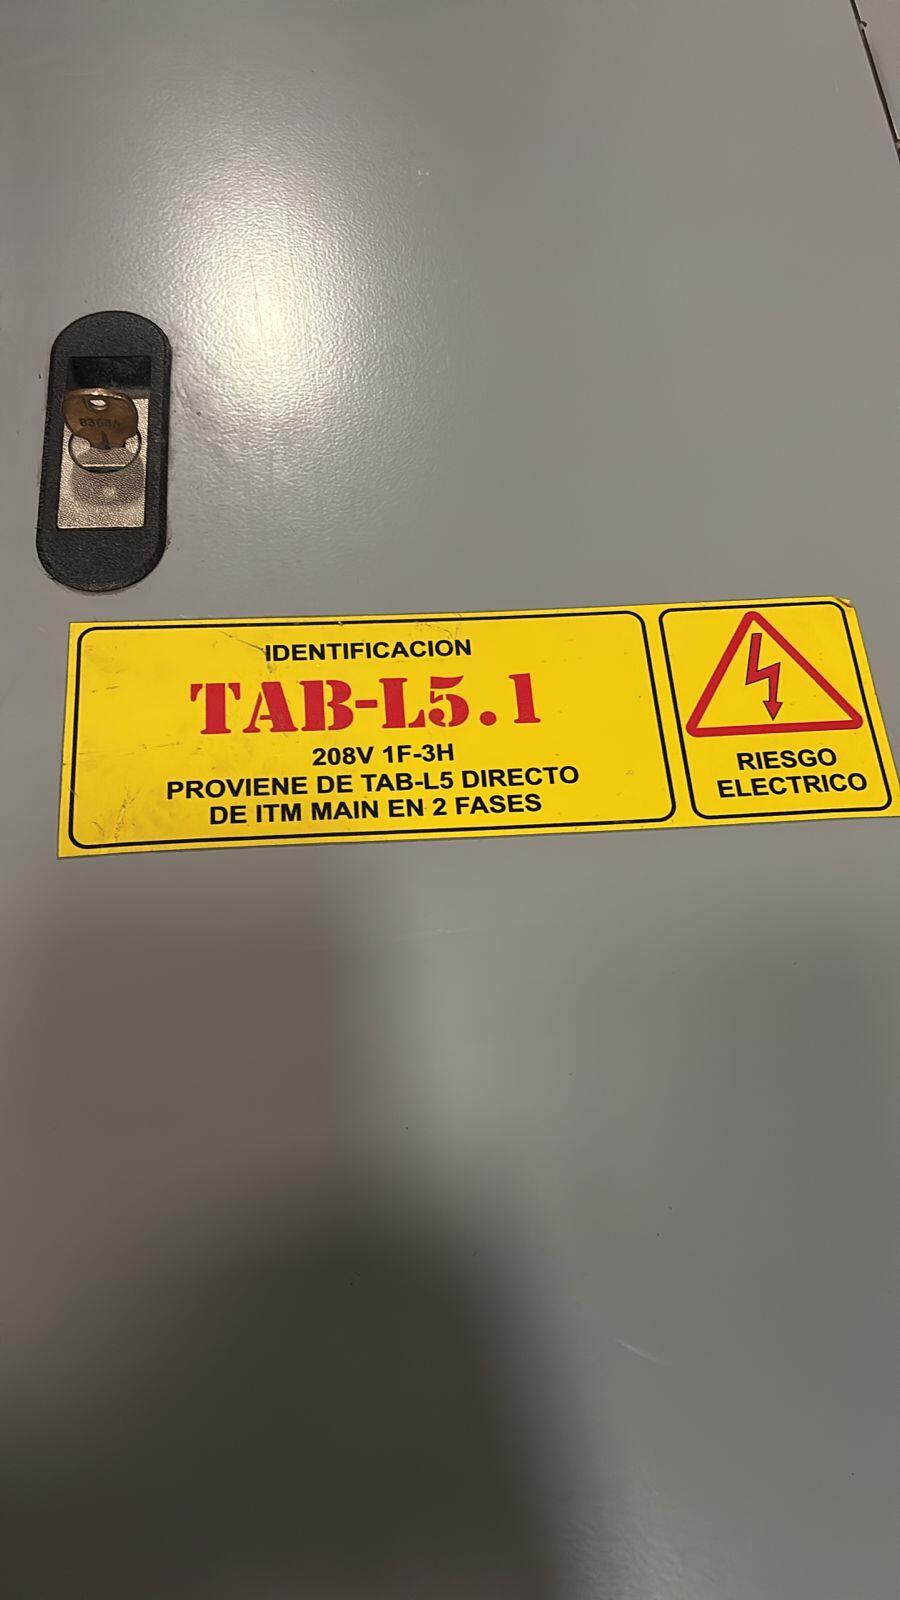 IDENTIFICACION
TAB-L5.1
208V 1F-3H
PROVIENE DE TAB-L5 DIRECTO
DE ITM MAIN EN 2 FASES
RIESGO
ELECTRICO